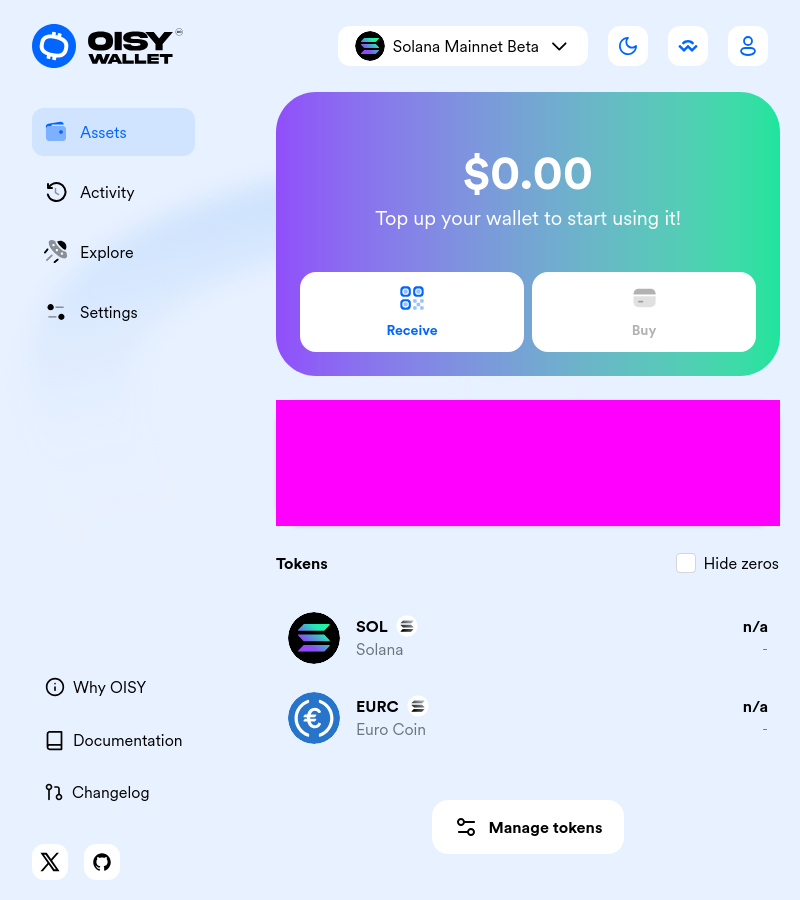 OISY
WALLET
Solana Mainnet Beta
Assets
Activity
Explore
Settings
$0.00
Top up your wallet to start using it!
Receive
Buy
Tokens
Hide zeros
SOL
n/a
Solana
-
EURC
n/a
Euro Coin
-
Why OISY
Documentation
Changelog
Manage tokens